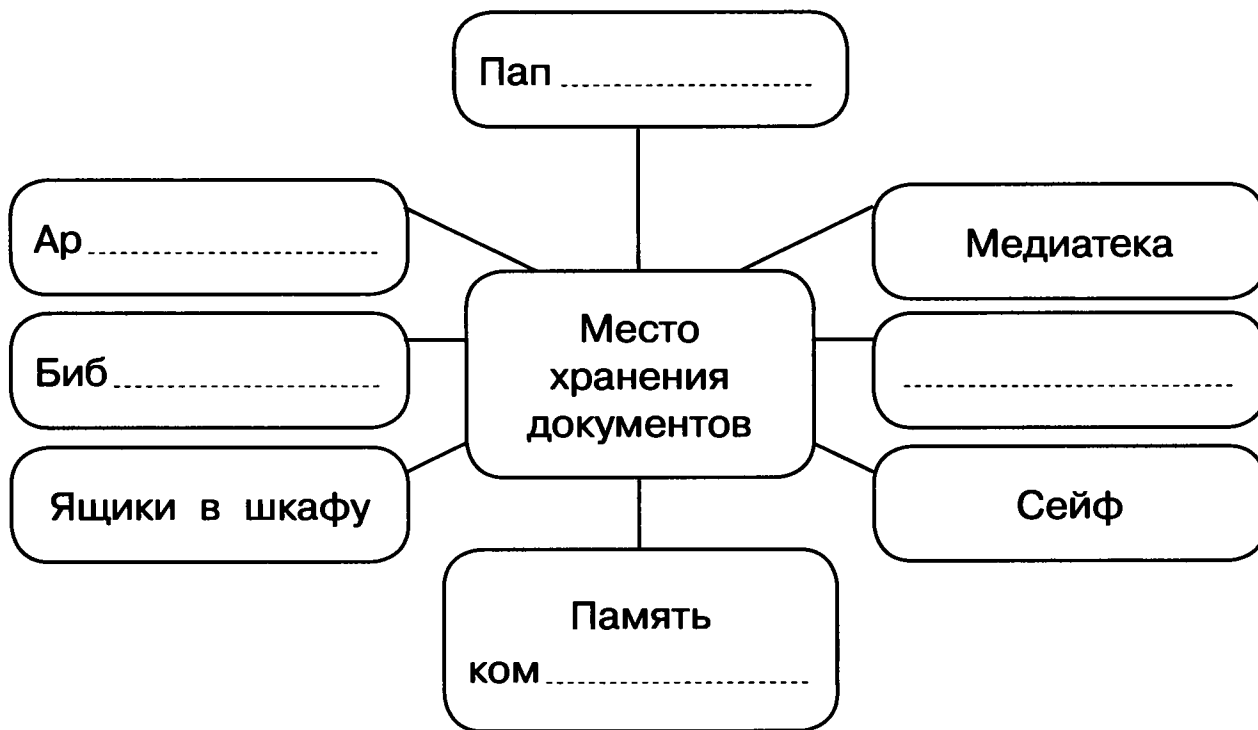 Пап
Ар
Медиатека
Место
хранения
документов
Биб
Ящики в шкафу
Сейф
Память
ком